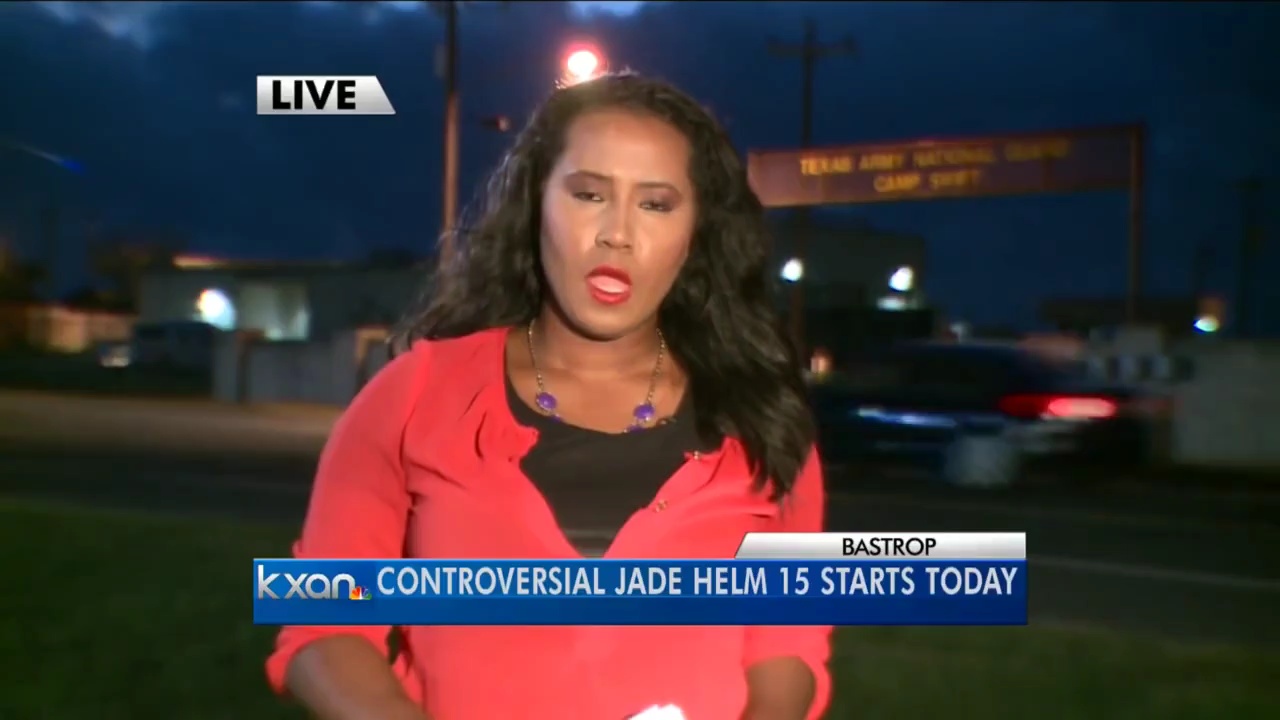 LIVE
TEXAS ARMY NATIONAL GUARD
CAMP SWIFT
BASTROP
kxan CONTROVERSIAL JADE HELM 15 STARTS TODAY